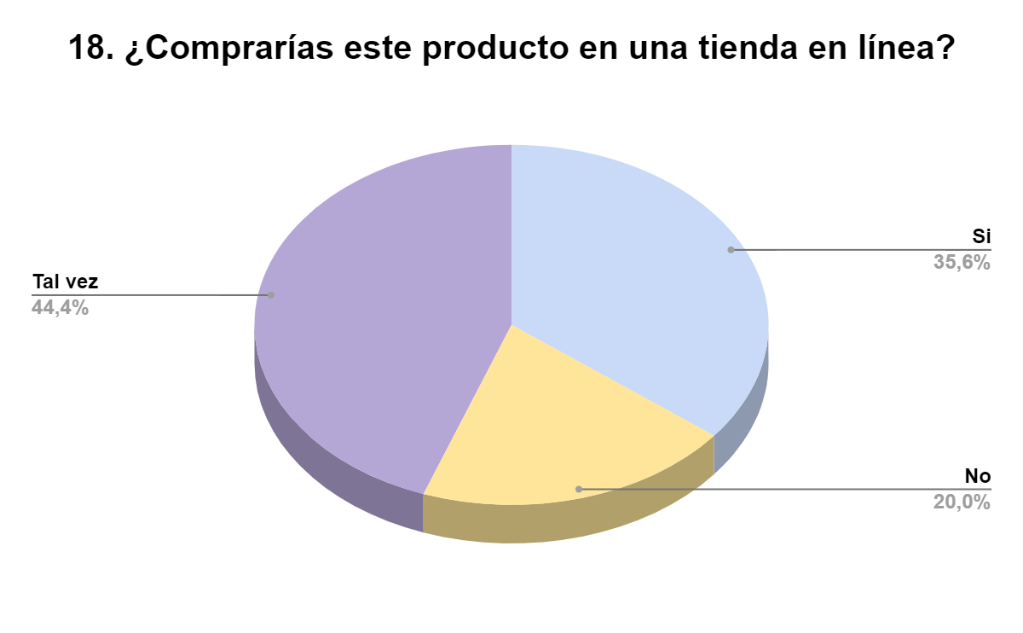 18. ¿Comprarías este producto en una tienda en línea?
Si
35,6%
Tal vez
44,4%
No
20,0%